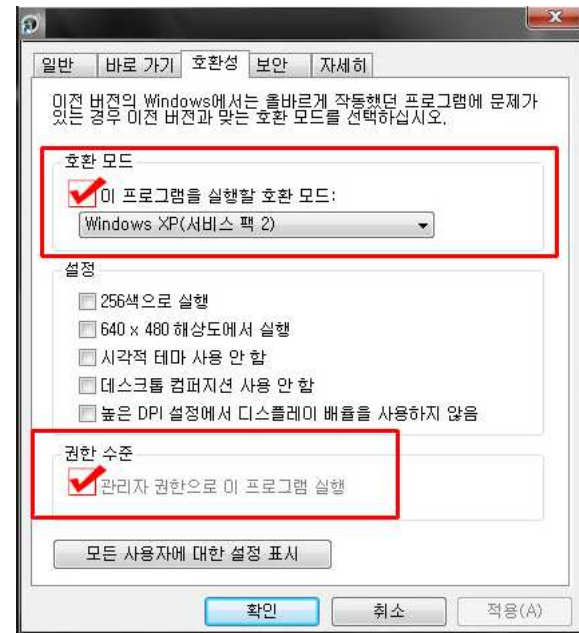 일반 바로 가기 호환성 보안 자세히
이전 버전의 Windows에서는 올바르게 작동했던 프로그램에 문제가
있는 경우 이전 버전과 맞는 호환 모드를 선택하십시오.
호환 모드
이 프로그램을 실행할 호환 모드:
Windows XP(서비스 팩 2)
설정
256색으로 실행
640 x 480 해상도에서 실행
시각적 테마 사용 안 함
데스크톱 컴퍼지션 사용 안 함
높은 DPI 설정에서 디스플레이 배율을 사용하지 않음
권한 수준
관리자 권한으로 이 프로그램 실행
모든 사용자에 대한 설정 표시
확인 취소 적용(A)